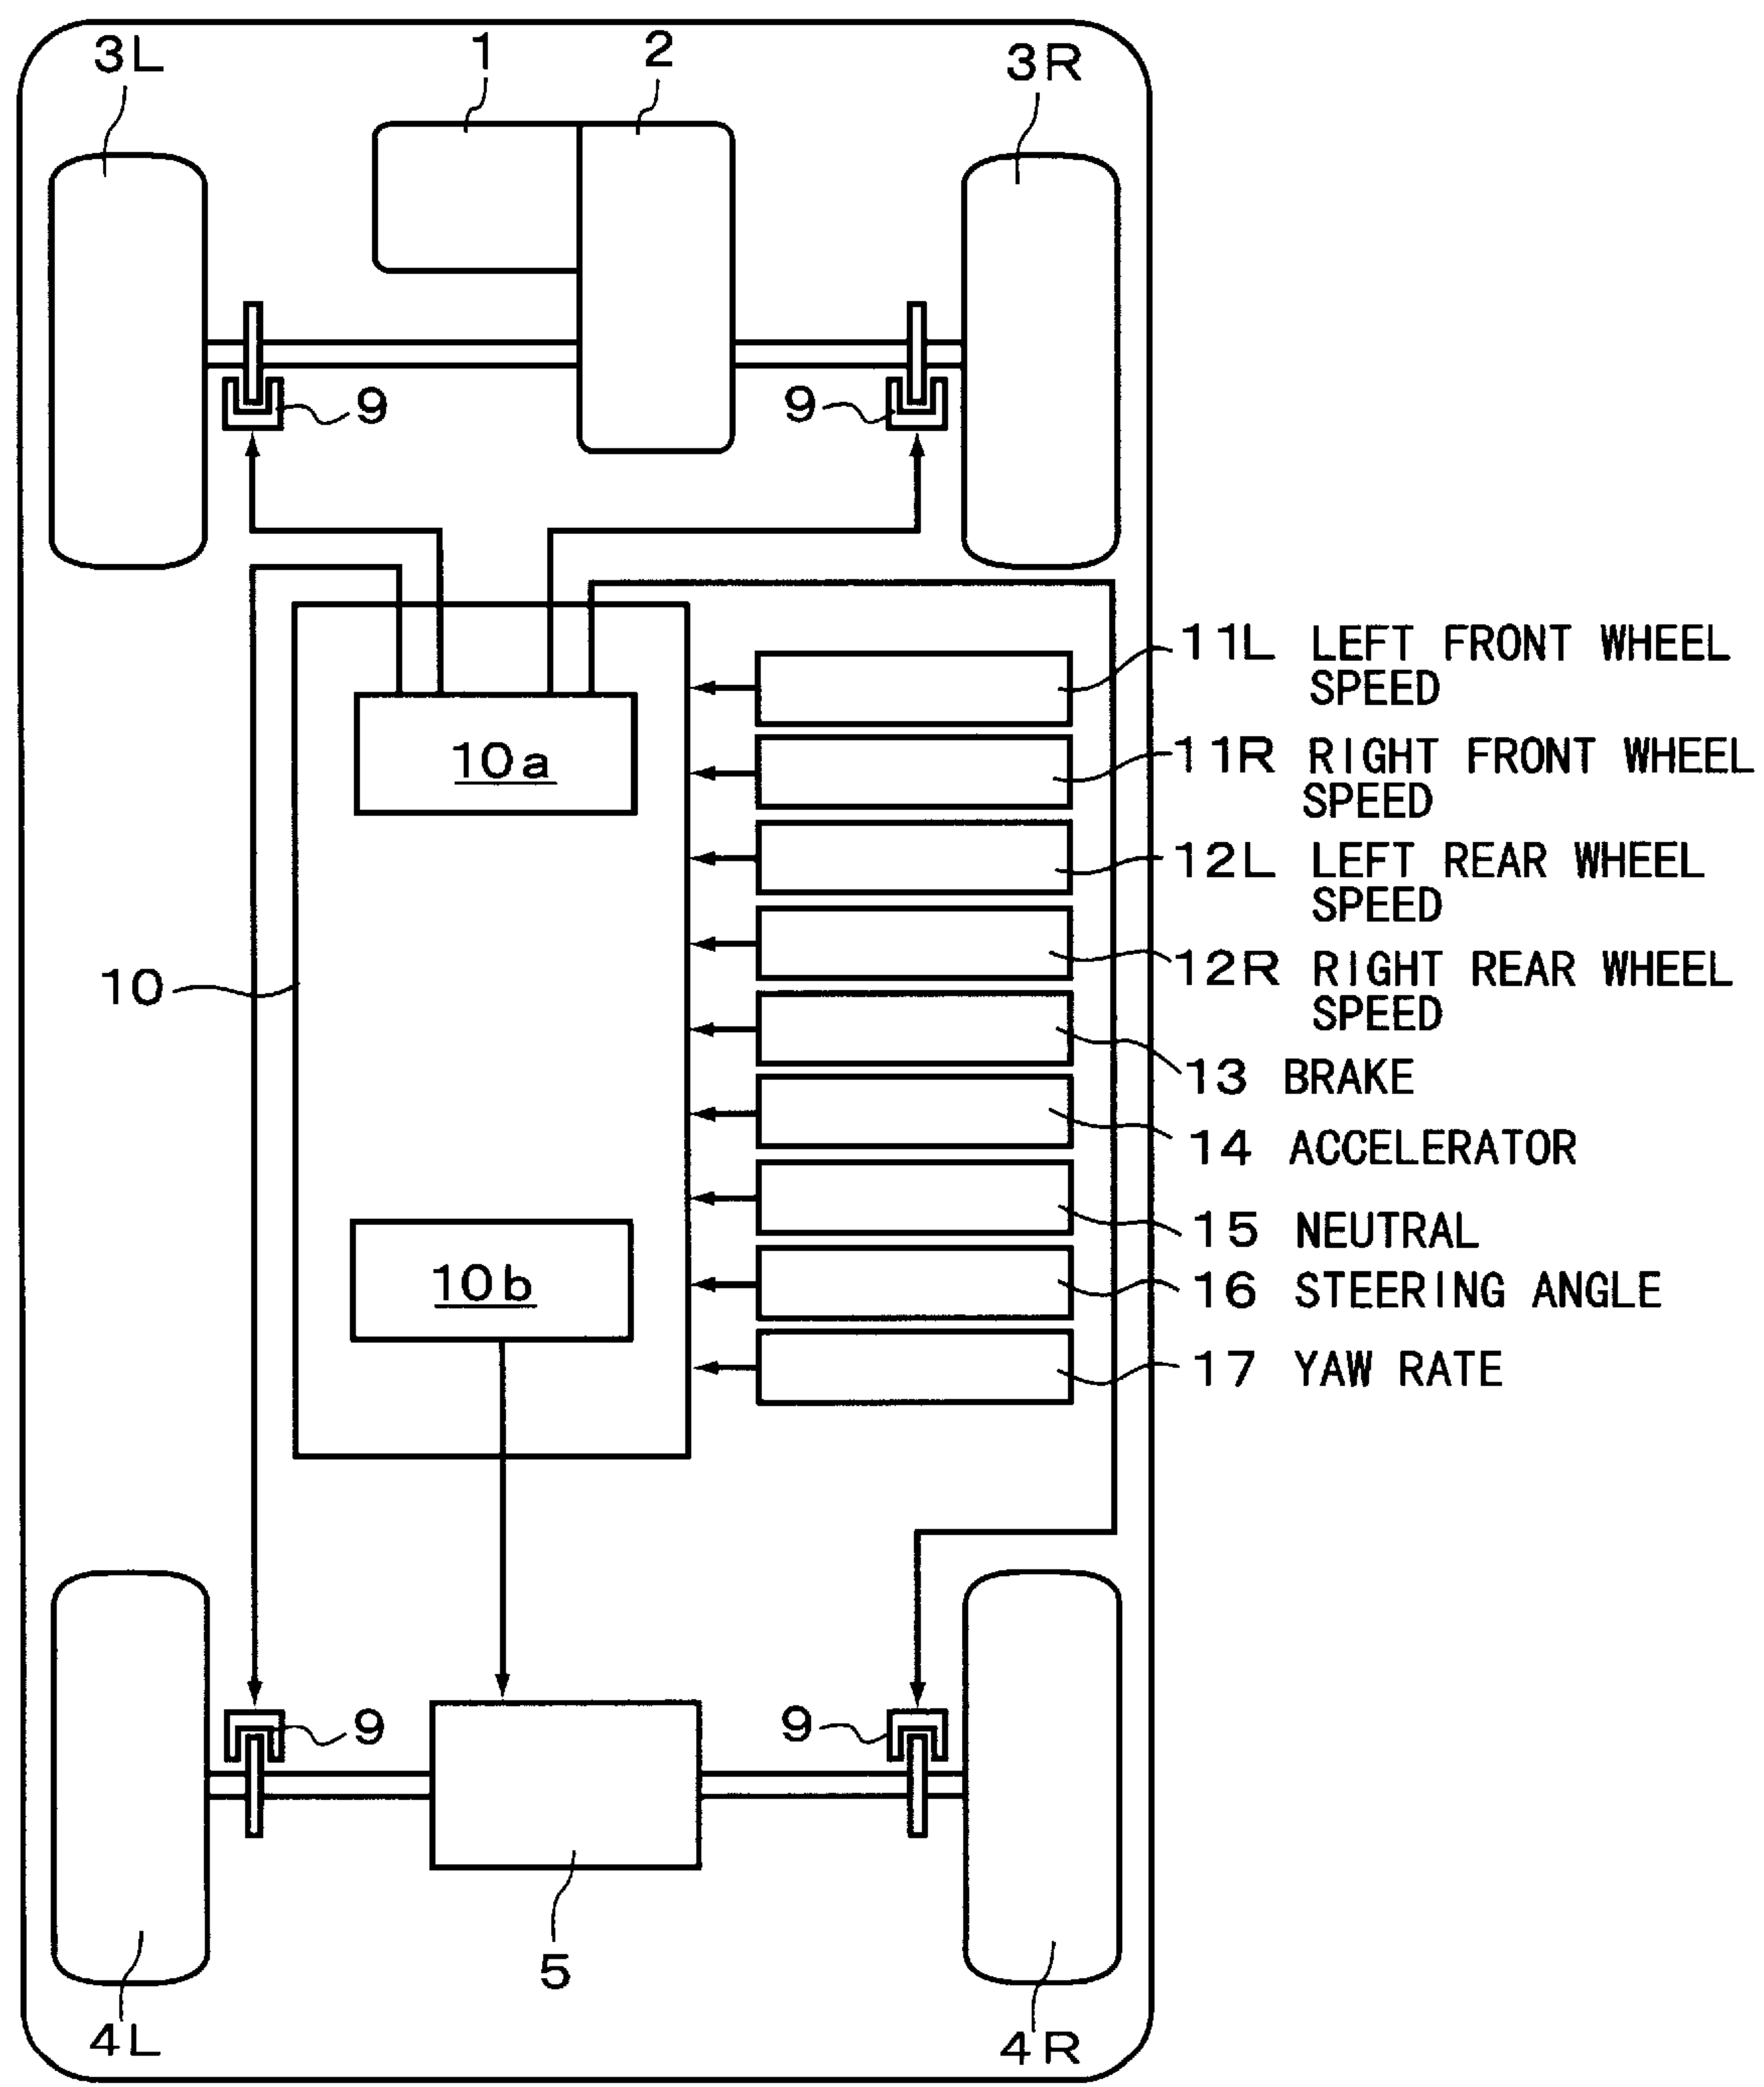 3L
1
2
3R
9
9
11L LEFT FRONT WHEEL
SPEED
11R RIGHT FRONT WHEEL
SPEED
10a
12L LEFT REAR WHEEL
SPEED
12R RIGHT REAR WHEEL
SPEED
10
13 BRAKE
14 ACCELERATOR
15 NEUTRAL
10b
16 STEERING ANGLE
17 YAW RATE
9
9
5
4L
4R